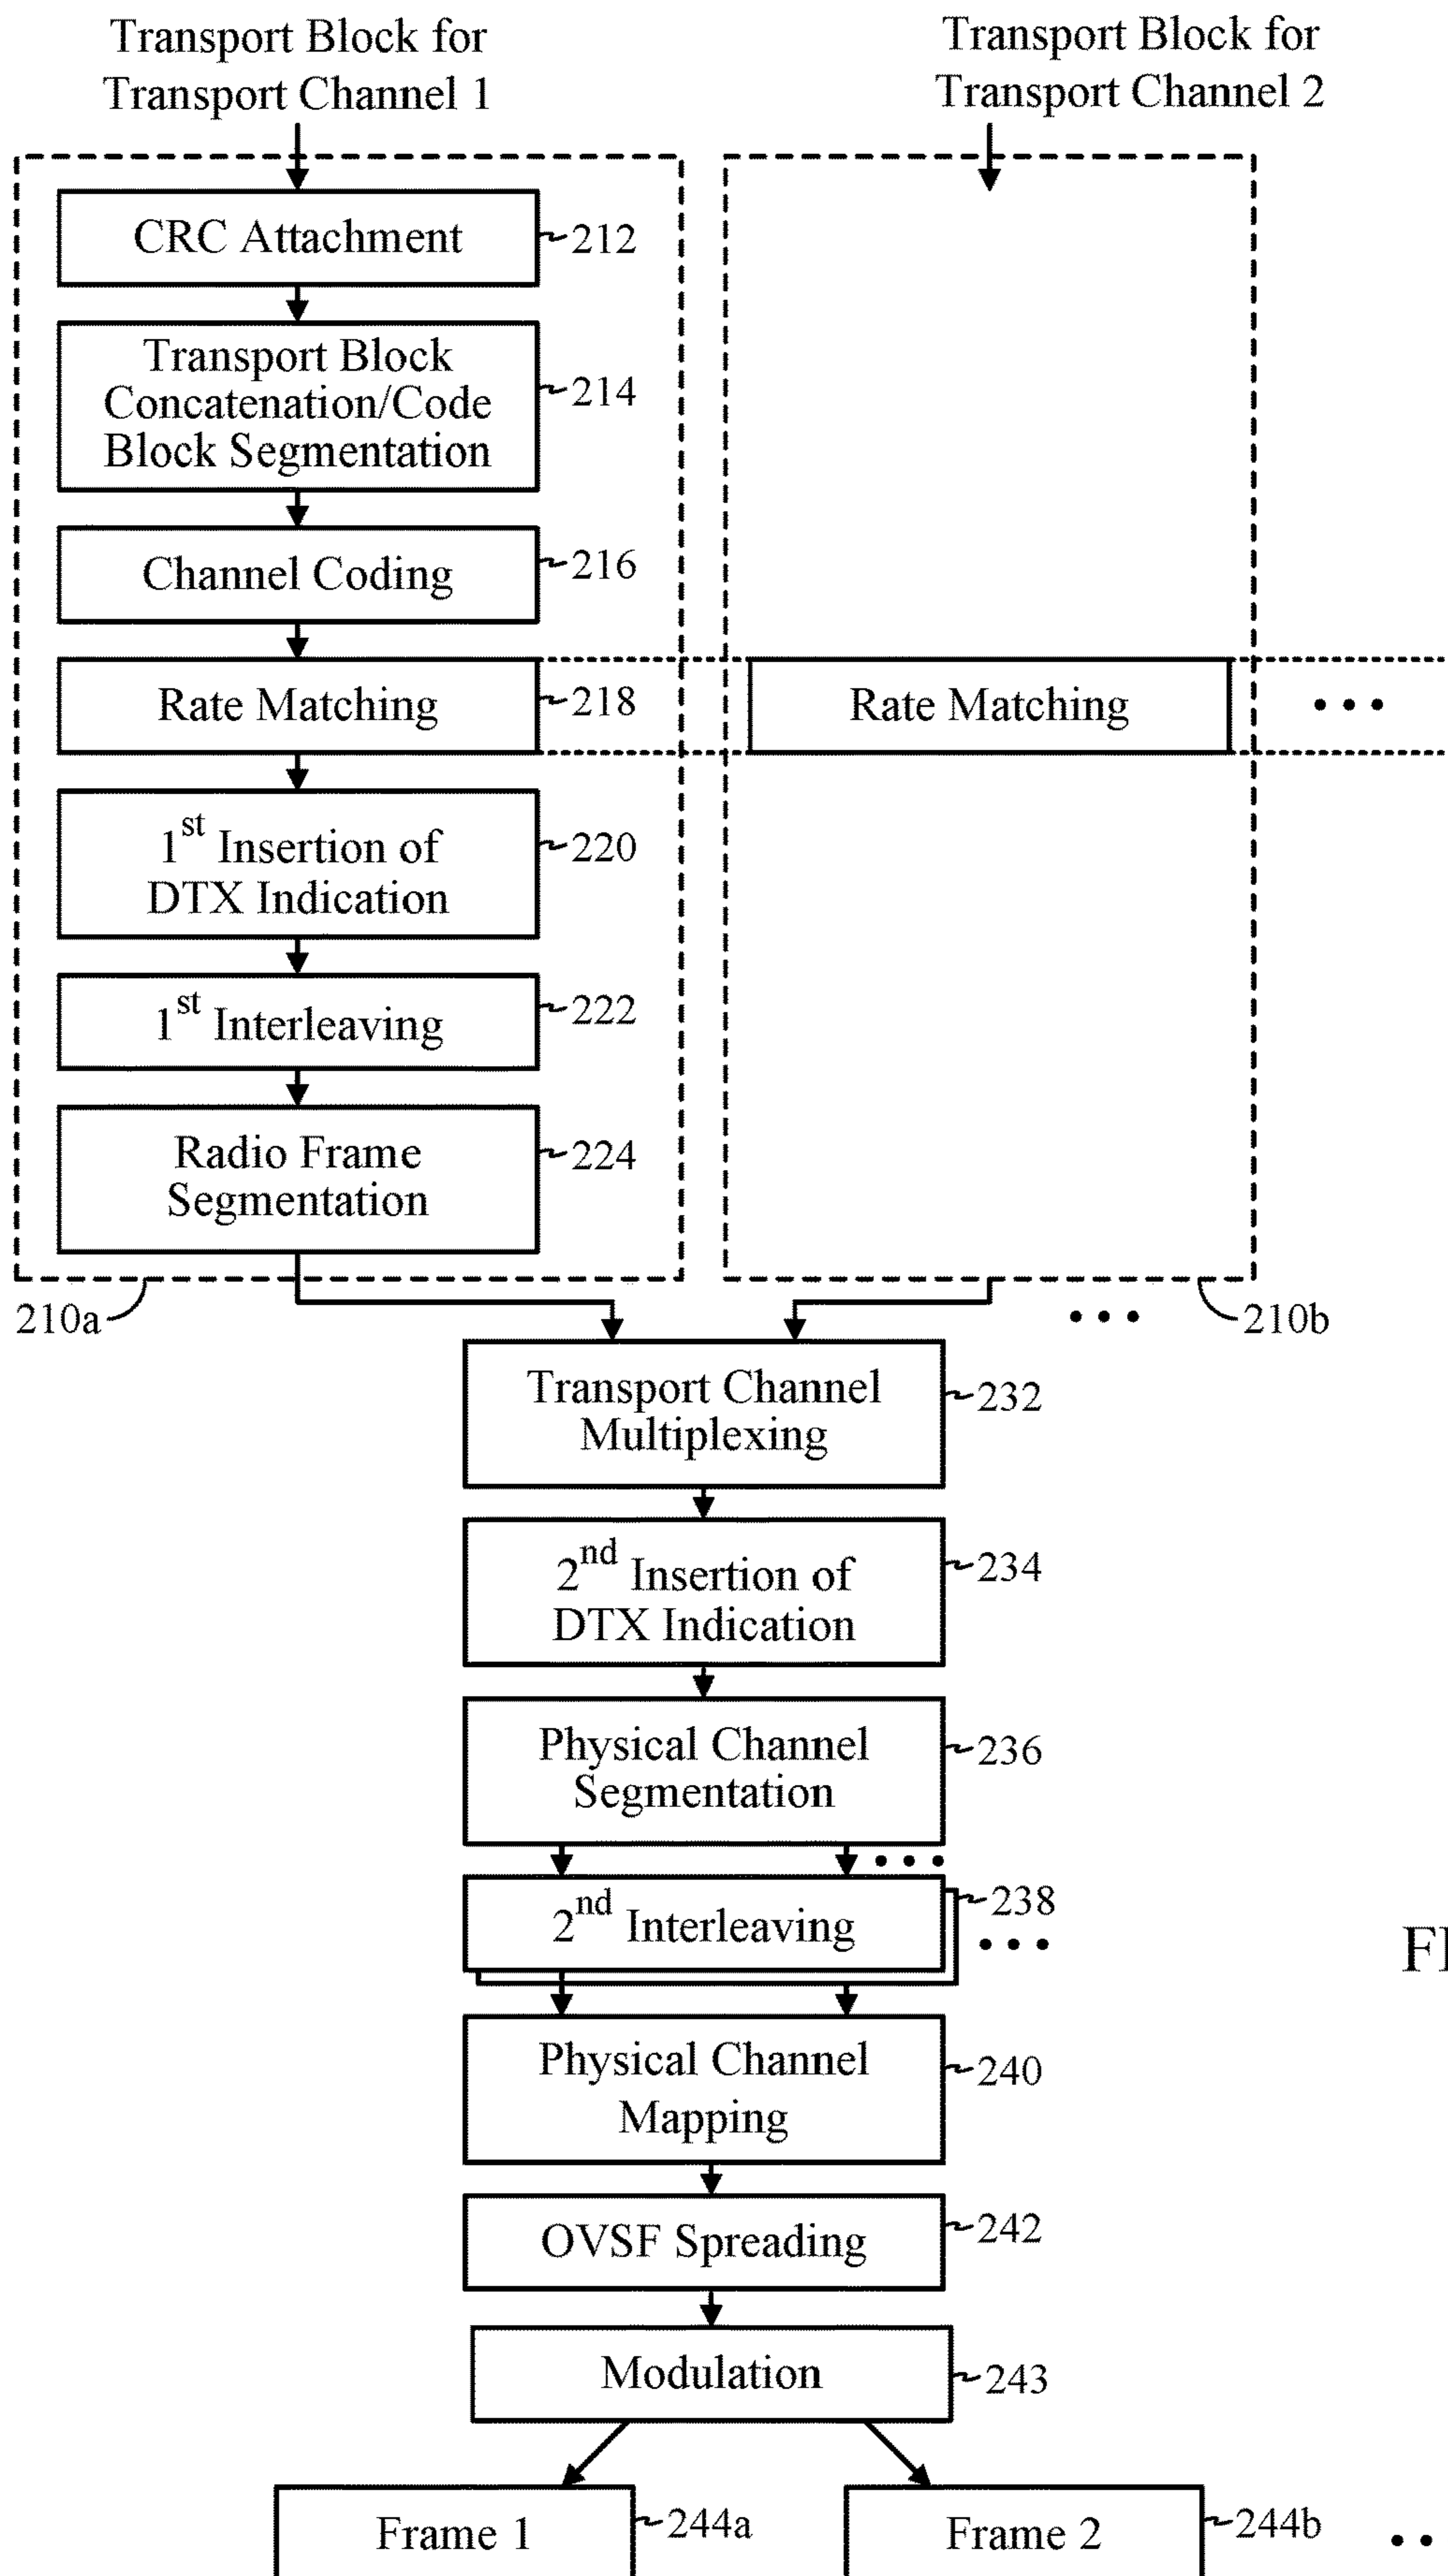 Transport Block for
Transport Channel 1
Transport Block for
Transport Channel 2
CRC Attachment
212
Transport Block
Concatenation/Code
Block Segmentation
214
Channel Coding
216
Rate Matching
218
Rate Matching
1st Insertion of
DTX Indication
220
1st Interleaving
222
Radio Frame
Segmentation
224
210a
210b
Transport Channel
Multiplexing
232
2nd Insertion of
DTX Indication
234
Physical Channel
Segmentation
236
2nd Interleaving
238
Physical Channel
Mapping
240
OVSF Spreading
242
Modulation
243
Frame 1
244a
Frame 2
244b